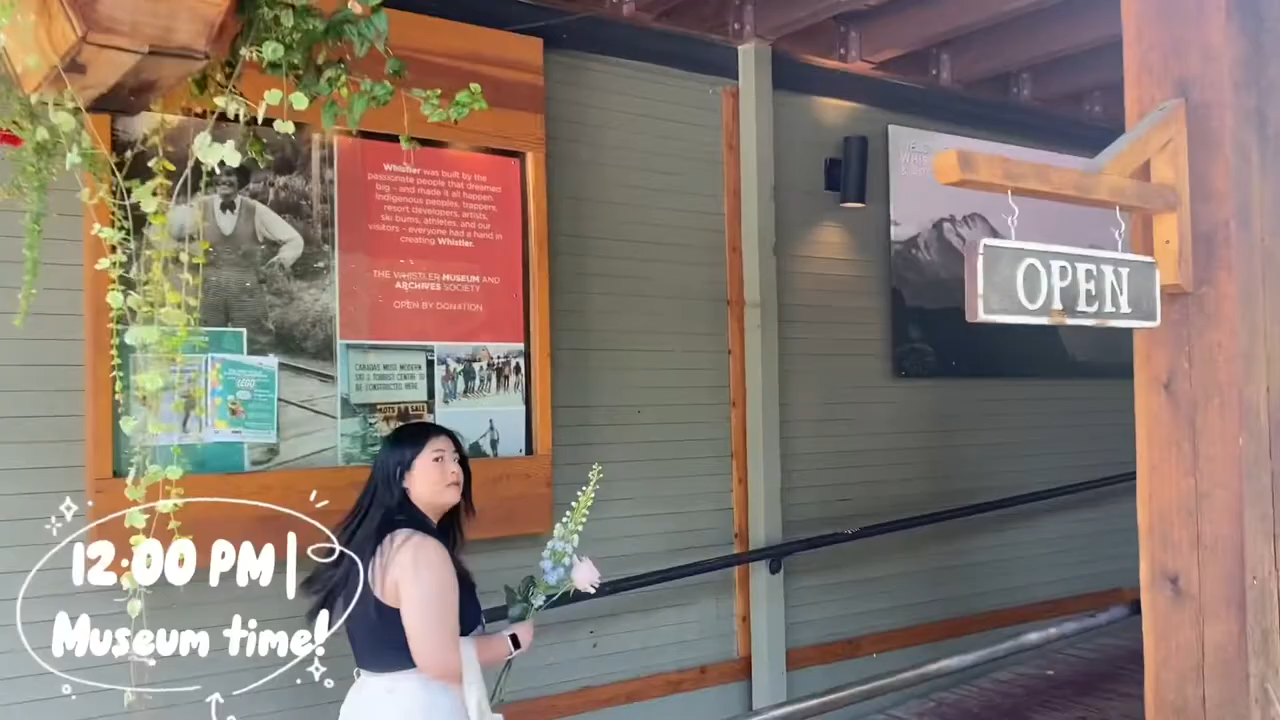 Whistler was built by the
passionate people that dreamed
big – and made it all happen.
Indigenous peoples, trappers,
resort developers, artists,
ski bums, athletes, and our
visitors – everyone had a hand in
creating Whistler.
THE WHISTLER MUSEUM AND
ARCHIVES SOCIETY
OPEN BY DONATION
CANADAS MOST MODERN
SKI & TOURIST CENTRE TO
BE CONSTRUCTED HERE
LOTS SALE
LEGO
OPEN
12:00 PM |
Museum time!